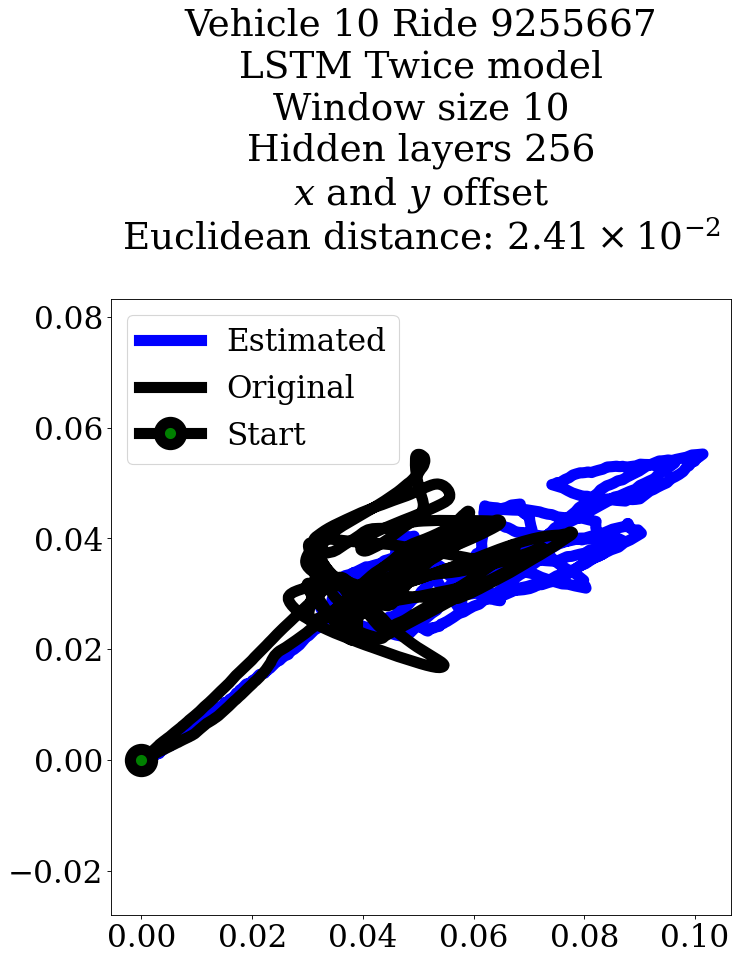 Vehicle 10 Ride 9255667
LSTM Twice model
Window size 10
Hidden layers 256
x and y offset
Euclidean distance: 2.41 × 10⁻²
Estimated
Original
Start
0.08
0.06
0.04
0.02
0.00
−0.02
0.00 0.02 0.04 0.06 0.08 0.10